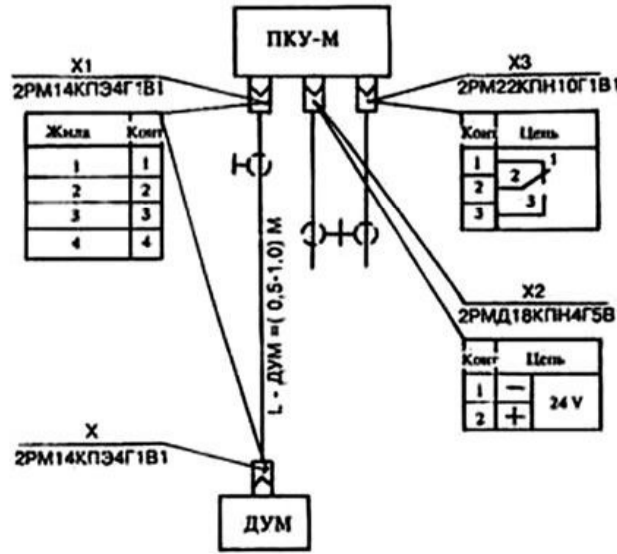 ПКУ-М
X1
2РМ14КПЭ4Г1В1
Жила Конт
1 1
2 2
3 3
4 4
X3
2РМ22КПН10Г1В1
Конт Цепь
1
2
3
2 1
3
L - ДУМ =( 0,5-1,0) М
X2
2РМД18КПН4Г5В
Конт Цепь
1 −
2 +
24 V
X
2РМ14КПЭ4Г1В1
ДУМ